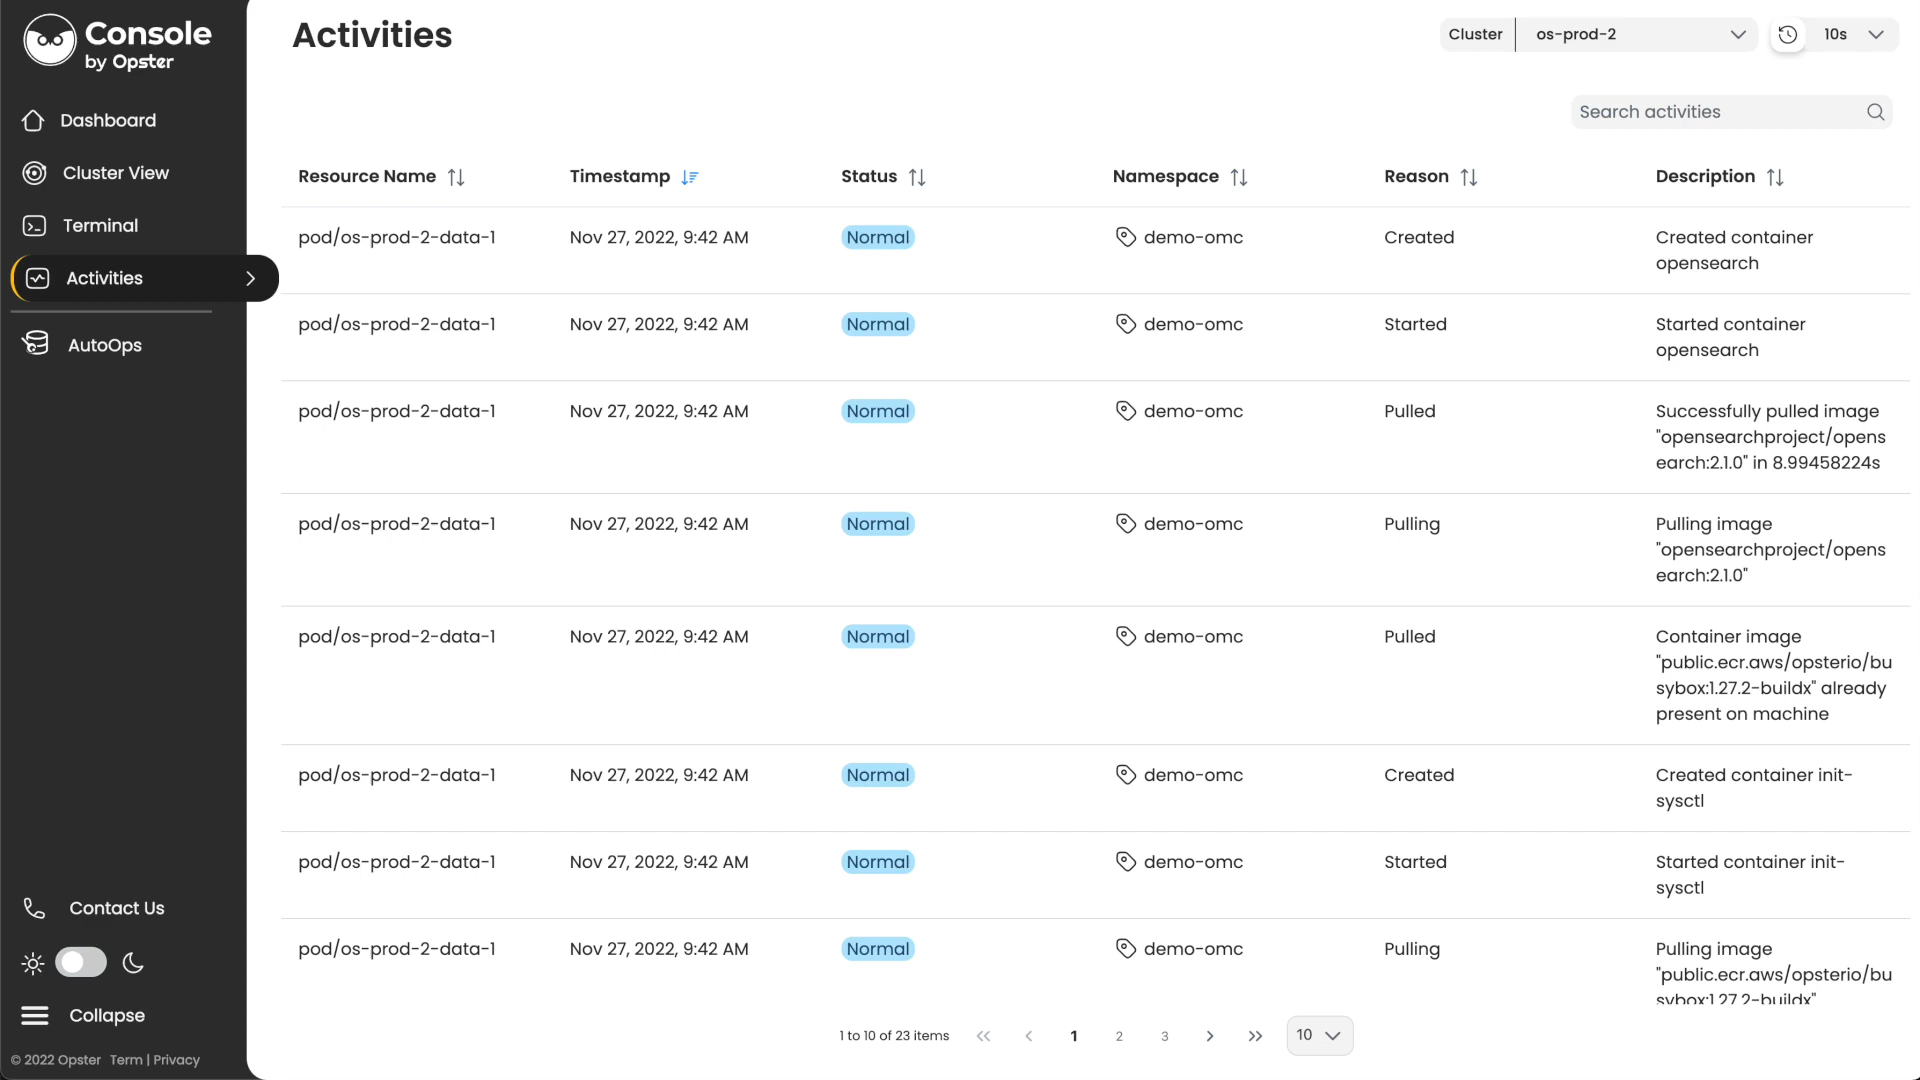 Console
by Opster
Dashboard
Cluster View
Terminal
Activities
AutoOps
Contact Us
Collapse
© 2022 Opster Term | Privacy
Activities
Cluster os-prod-2 10s
Search activities
Resource Name Timestamp Status Namespace Reason Description
pod/os-prod-2-data-1 Nov 27, 2022, 9:42 AM Normal demo-omc Created Created container
opensearch
pod/os-prod-2-data-1 Nov 27, 2022, 9:42 AM Normal demo-omc Started Started container
opensearch
pod/os-prod-2-data-1 Nov 27, 2022, 9:42 AM Normal demo-omc Pulled Successfully pulled image
"opensearchproject/opens
earch:2.1.0" in 8.99458224s
pod/os-prod-2-data-1 Nov 27, 2022, 9:42 AM Normal demo-omc Pulling Pulling image
"opensearchproject/opens
earch:2.1.0"
pod/os-prod-2-data-1 Nov 27, 2022, 9:42 AM Normal demo-omc Pulled Container image
"public.ecr.aws/opsterio/bu
sybox:1.27.2-buildx" already
present on machine
pod/os-prod-2-data-1 Nov 27, 2022, 9:42 AM Normal demo-omc Created Created container init-
sysctl
pod/os-prod-2-data-1 Nov 27, 2022, 9:42 AM Normal demo-omc Started Started container init-
sysctl
pod/os-prod-2-data-1 Nov 27, 2022, 9:42 AM Normal demo-omc Pulling Pulling image
"public.ecr.aws/opsterio/bu
sybox:1.27.2-buildx"
1 to 10 of 23 items << < 1 2 3 > >> 10